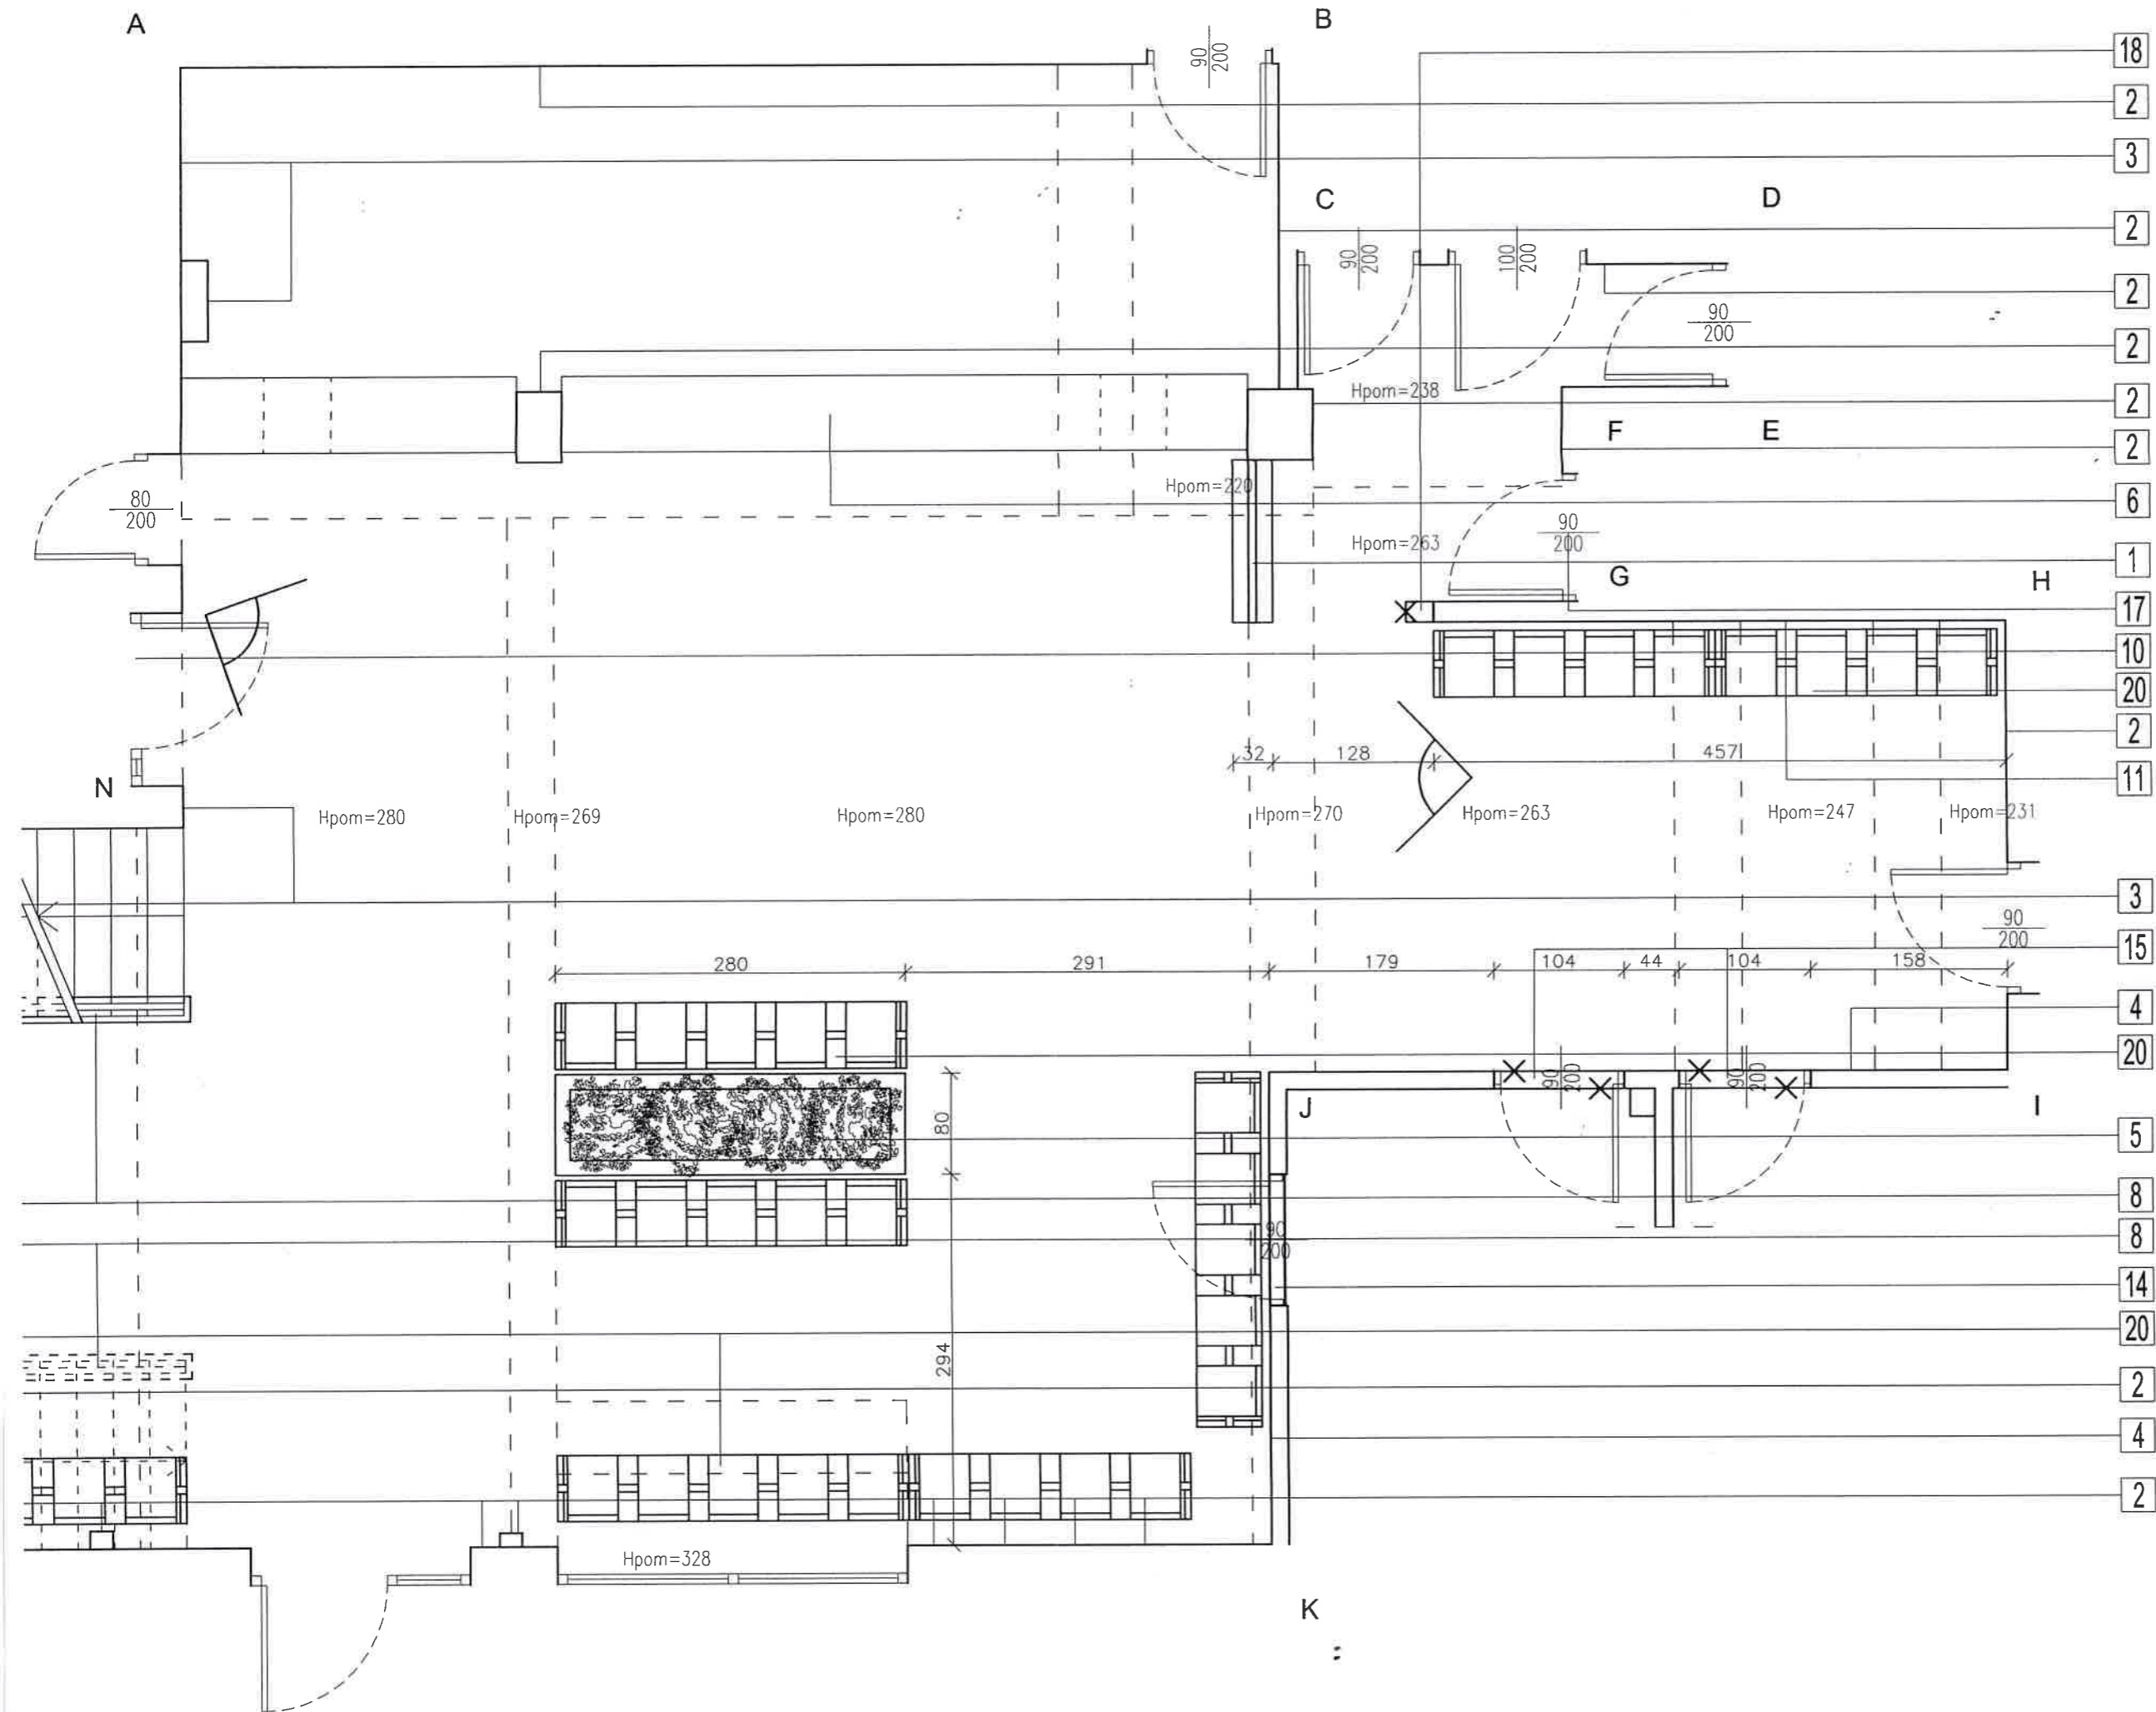 A
B
90
200
18
2
3
C
D
2
90
200
100
200
2
90
200
2
Hpom=238
2
F
E
2
80
200
Hpom=220
6
90
200
Hpom=263
1
G
H
17
10
20
2
32
128
457
11
N
Hpom=280
Hpom=269
Hpom=280
Hpom=270
Hpom=263
Hpom=247
Hpom=231
3
90
200
15
280
291
179
104
44
104
158
4
20
90
200
90
200
80
J
I
5
8
90
200
8
14
20
294
2
4
2
Hpom=328
K